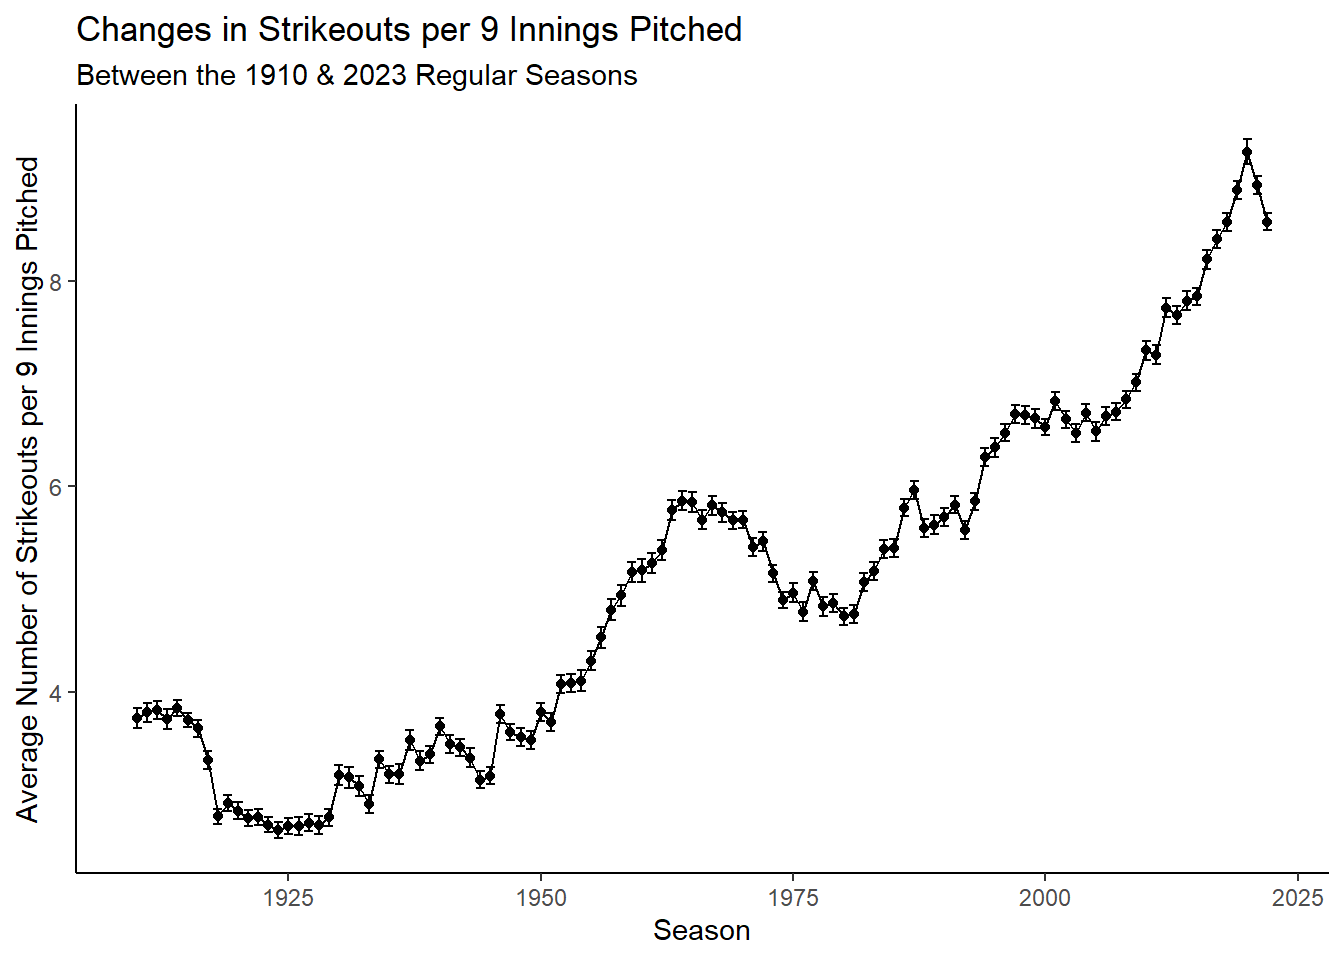 Changes in Strikeouts per 9 Innings Pitched
Between the 1910 & 2023 Regular Seasons
Average Number of Strikeouts per 9 Innings Pitched
8
6
4
1925
1950
1975
2000
2025
Season